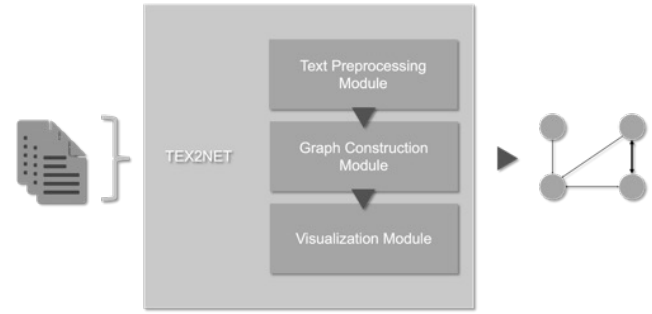 Text Preprocessing
Module
TEX2NET
Graph Construction
Module
Visualization Module